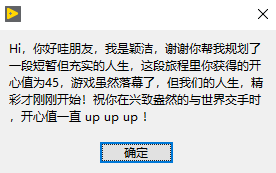 Hi，你好哇朋友，我是颖洁，谢谢你帮我规划了
一段短暂但充实的人生，这段旅程里你获得的开
心值为45，游戏虽然落幕了，但我们的人生，精
彩才刚刚开始！祝你在兴致盎然的与世界交手时
，开心值一直 up up up ！
确定